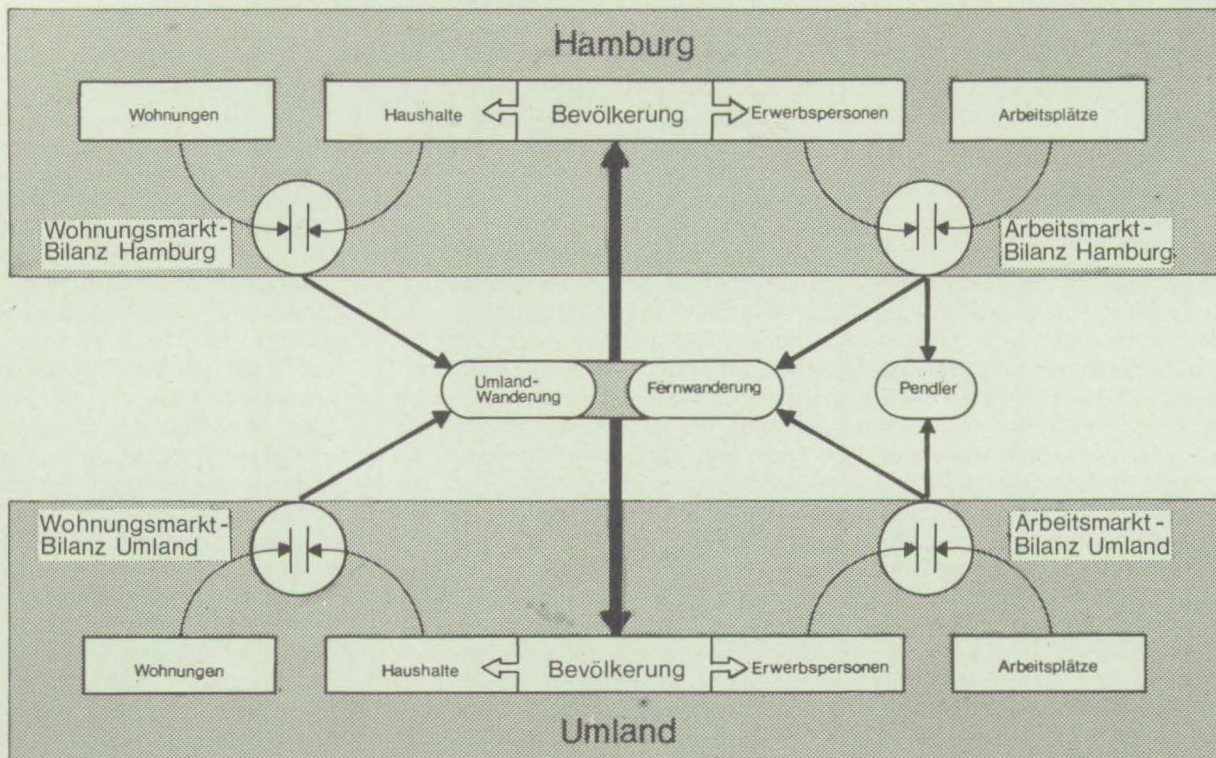 Hamburg
Wohnungen
Haushalte
Bevölkerung
Erwerbspersonen
Arbeitsplätze
Wohnungsmarkt-
Bilanz Hamburg
Arbeitsmarkt-
Bilanz Hamburg
Umland-
Wanderung
Fernwanderung
Pendler
Wohnungsmarkt-
Bilanz Umland
Arbeitsmarkt-
Bilanz Umland
Wohnungen
Haushalte
Bevölkerung
Erwerbspersonen
Arbeitsplätze
Umland